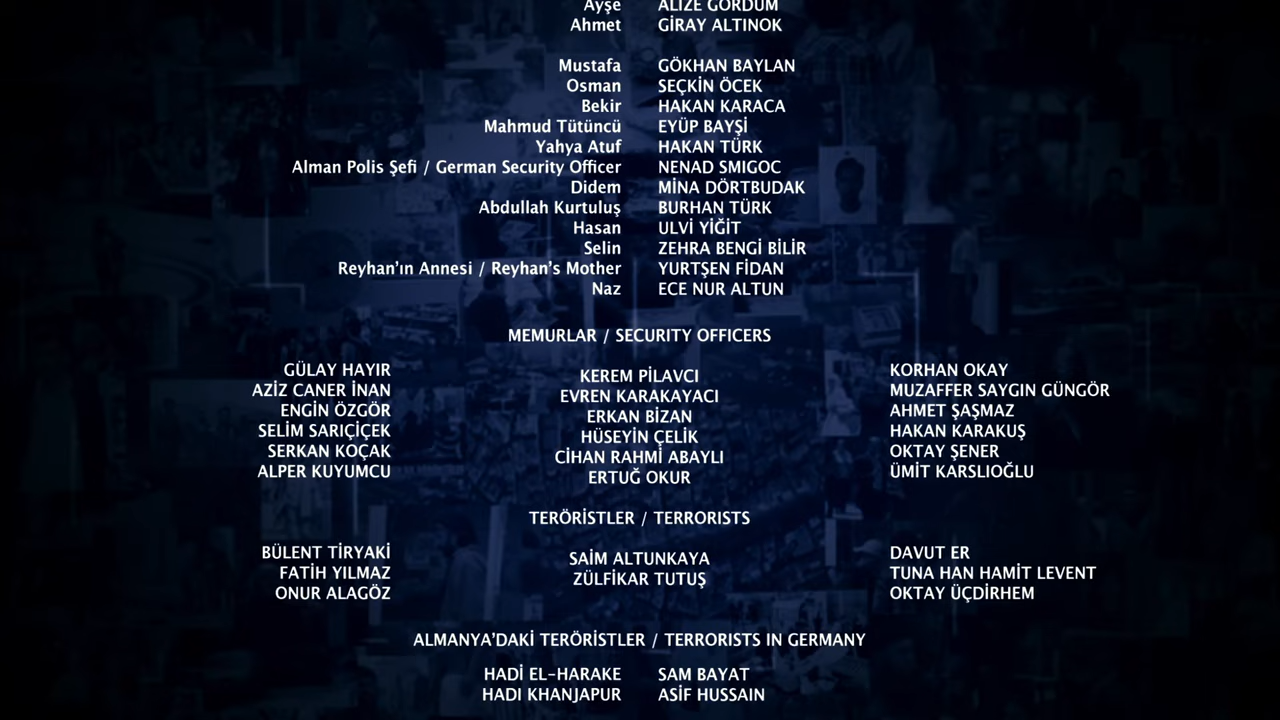 Ayşe ALİZE GÖRDÜM
Ahmet GİRAY ALTINOK
Mustafa GÖKHAN BAYLAN
Osman SEÇKİN ÖCEK
Bekir HAKAN KARACA
Mahmud Tütüncü EYÜP BAYŞİ
Yahya Atuf HAKAN TÜRK
Alman Polis Şefi / German Security Officer NENAD SMIGOC
Didem MİNA DÖRTBUDAK
Abdullah Kurtuluş BURHAN TÜRK
Hasan ULVİ YİĞİT
Selin ZEHRA BENGİ BİLİR
Reyhan'ın Annesi / Reyhan's Mother YURTŞEN FİDAN
Naz ECE NUR ALTUN
MEMURLAR / SECURITY OFFICERS
GÜLAY HAYIR KEREM PİLAVCI KORHAN OKAY
AZİZ CANER İNAN EVREN KARAKAYACI MUZAFFER SAYGIN GÜNGÖR
ENGİN ÖZGÖR ERKAN BİZAN AHMET ŞAŞMAZ
SELİM SARIÇİÇEK HÜSEYİN ÇELİK HAKAN KARAKUŞ
SERKAN KOÇAK CİHAN RAHMİ ABAYLI OKTAY ŞENER
ALPER KUYUMCU ERTUĞ OKUR ÜMİT KARSLIOĞLU
TERÖRİSTLER / TERRORISTS
BÜLENT TİRYAKİ SAİM ALTUNKAYA DAVUT ER
FATİH YILMAZ ZÜLFİKAR TUTUŞ TUNA HAN HAMİT LEVENT
ONUR ALAGÖZ OKTAY ÜÇDİRHEM
ALMANYA'DAKİ TERÖRİSTLER / TERRORISTS IN GERMANY
HADİ EL-HARAKE SAM BAYAT
HADI KHANJAPUR ASİF HUSSAIN